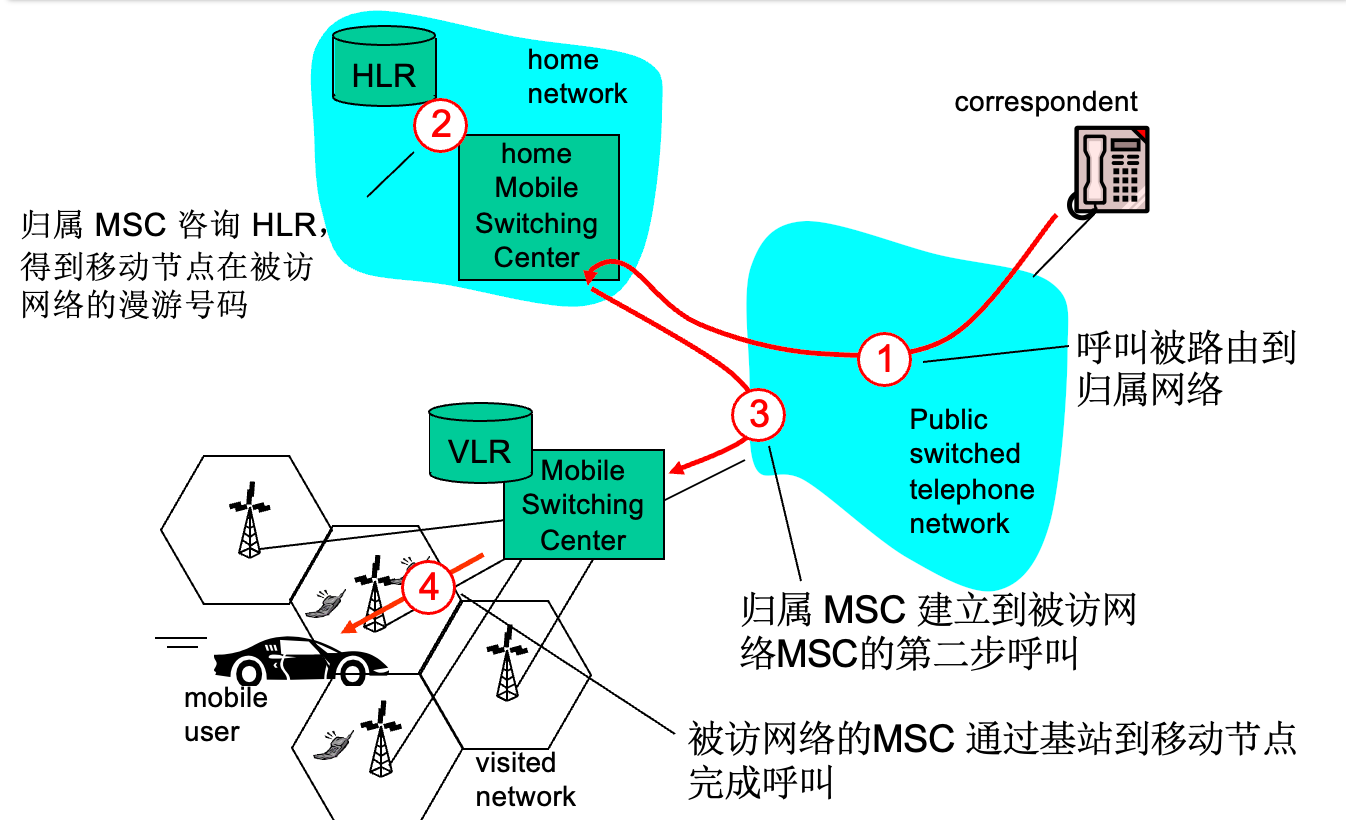 HLR
home
network
2
home
Mobile
Switching
Center
correspondent
归属 MSC 咨询 HLR,
得到移动节点在被访
网络的漫游号码
1
呼叫被路由到
归属网络
3
Public
switched
telephone
network
VLR
Mobile
Switching
Center
4
归属 MSC 建立到被访网
络MSC的第二步呼叫
mobile
user
被访网络的MSC 通过基站到移动节点
完成呼叫
visited
network